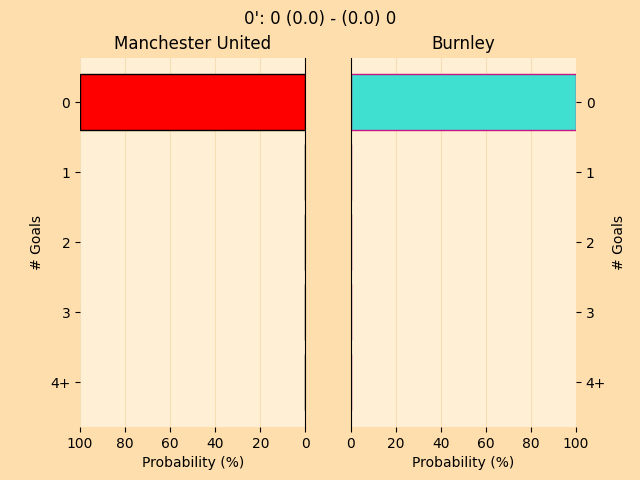 0': 0 (0.0) - (0.0) 0
Manchester United
Burnley
0
1
2
3
4+
# Goals
100 80 60 40 20 0
Probability (%)
0
1
2
3
4+
# Goals
0 20 40 60 80 100
Probability (%)